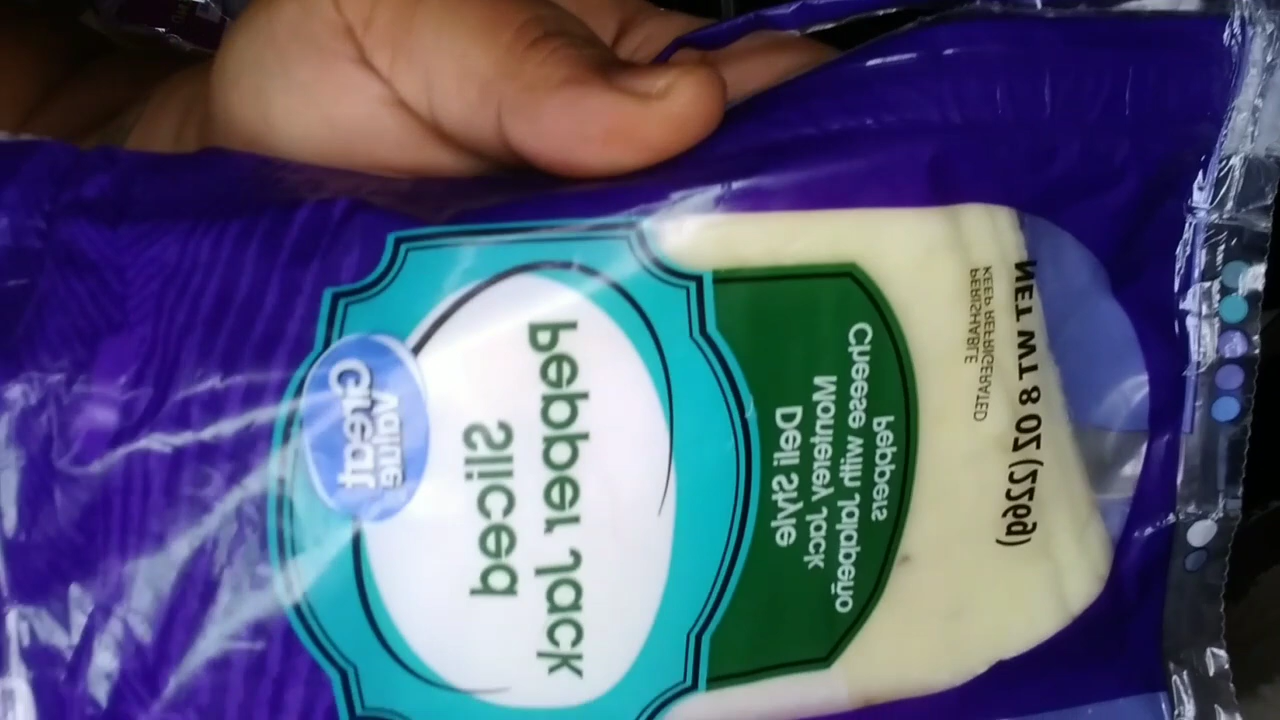 Great
Value
Sliced
pepper jack
Deli Style
Monterey Jack
Cheese with Jalapeño
Peppers
PERISHABLE
KEEP REFRIGERATED
NET WT 8 OZ (226g)